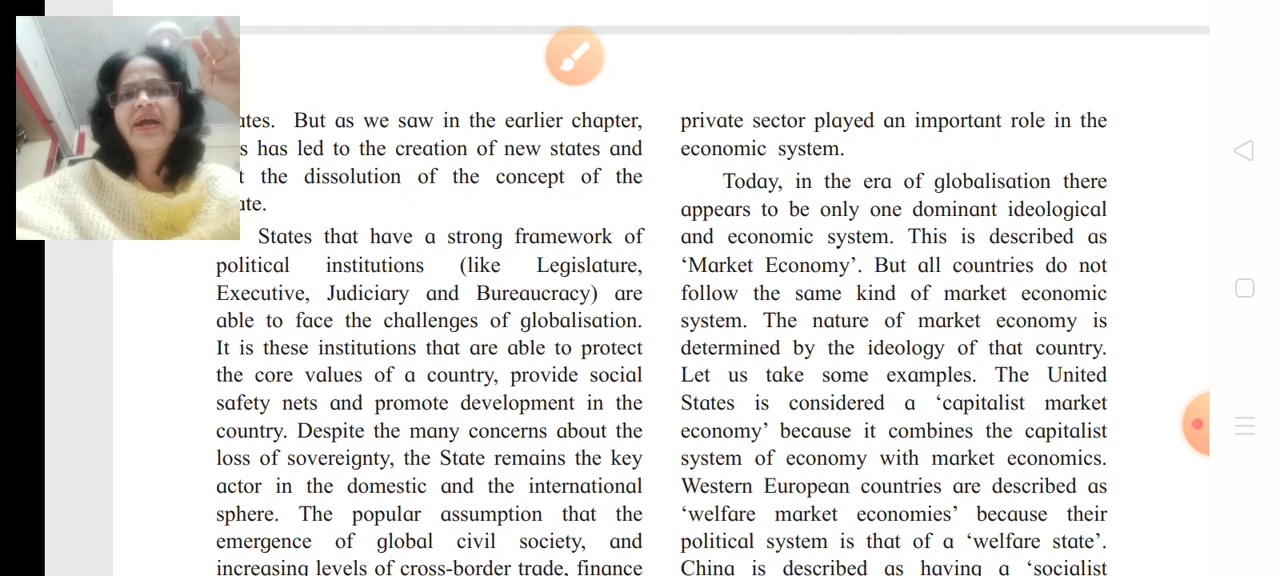 ates. But as we saw in the earlier chapter,
s has led to the creation of new states and
t the dissolution of the concept of the
ate.
States that have a strong framework of
political institutions (like Legislature,
Executive, Judiciary and Bureaucracy) are
able to face the challenges of globalisation.
It is these institutions that are able to protect
the core values of a country, provide social
safety nets and promote development in the
country. Despite the many concerns about the
loss of sovereignty, the State remains the key
actor in the domestic and the international
sphere. The popular assumption that the
emergence of global civil society, and
increasing levels of cross-border trade, finance
private sector played an important role in the
economic system.
Today, in the era of globalisation there
appears to be only one dominant ideological
and economic system. This is described as
‘Market Economy’. But all countries do not
follow the same kind of market economic
system. The nature of market economy is
determined by the ideology of that country.
Let us take some examples. The United
States is considered a ‘capitalist market
economy’ because it combines the capitalist
system of economy with market economics.
Western European countries are described as
‘welfare market economies’ because their
political system is that of a ‘welfare state’.
China is described as having a ‘socialist